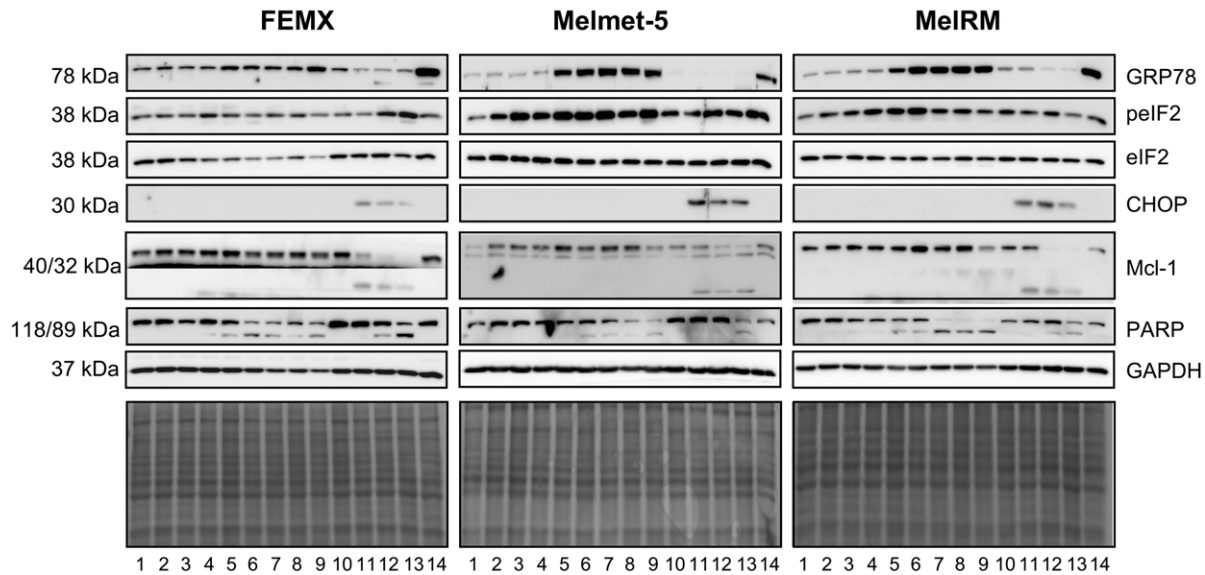 FEMX Melmet-5 MelRM
78 kDa GRP78
38 kDa peIF2
38 kDa eIF2
30 kDa CHOP
40/32 kDa Mcl-1
118/89 kDa PARP
37 kDa GAPDH
1 2 3 4 5 6 7 8 9 10 11 12 13 14 1 2 3 4 5 6 7 8 9 10 11 12 13 14 1 2 3 4 5 6 7 8 9 10 11 12 13 14